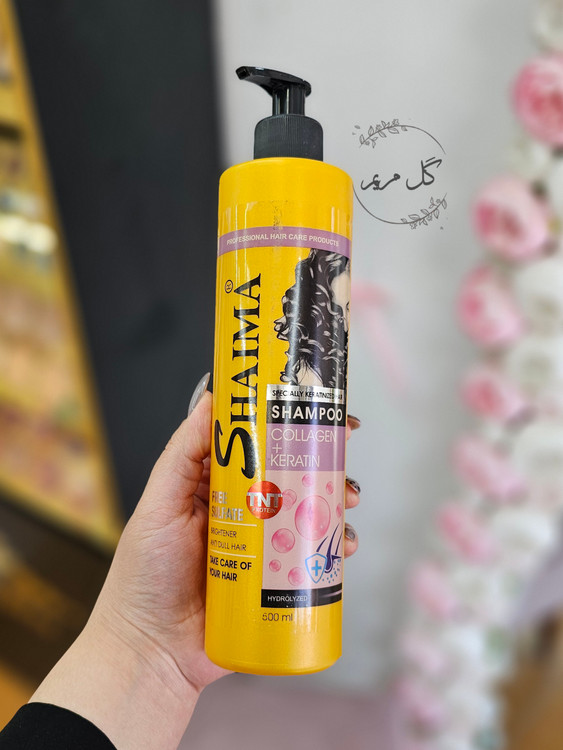 گل مریم
PROFESSIONAL HAIR CARE PRODUCTS
SHAIMA®
SPECIALLY KERATINIZED HAIR
SHAMPOO
COLLAGEN
+
KERATIN
TNT
FREE
SULFATE
BRIGHTENER
ANTI DULL HAIR
TAKE CARE OF
YOUR HAIR
HYDROLYZED
500 ml